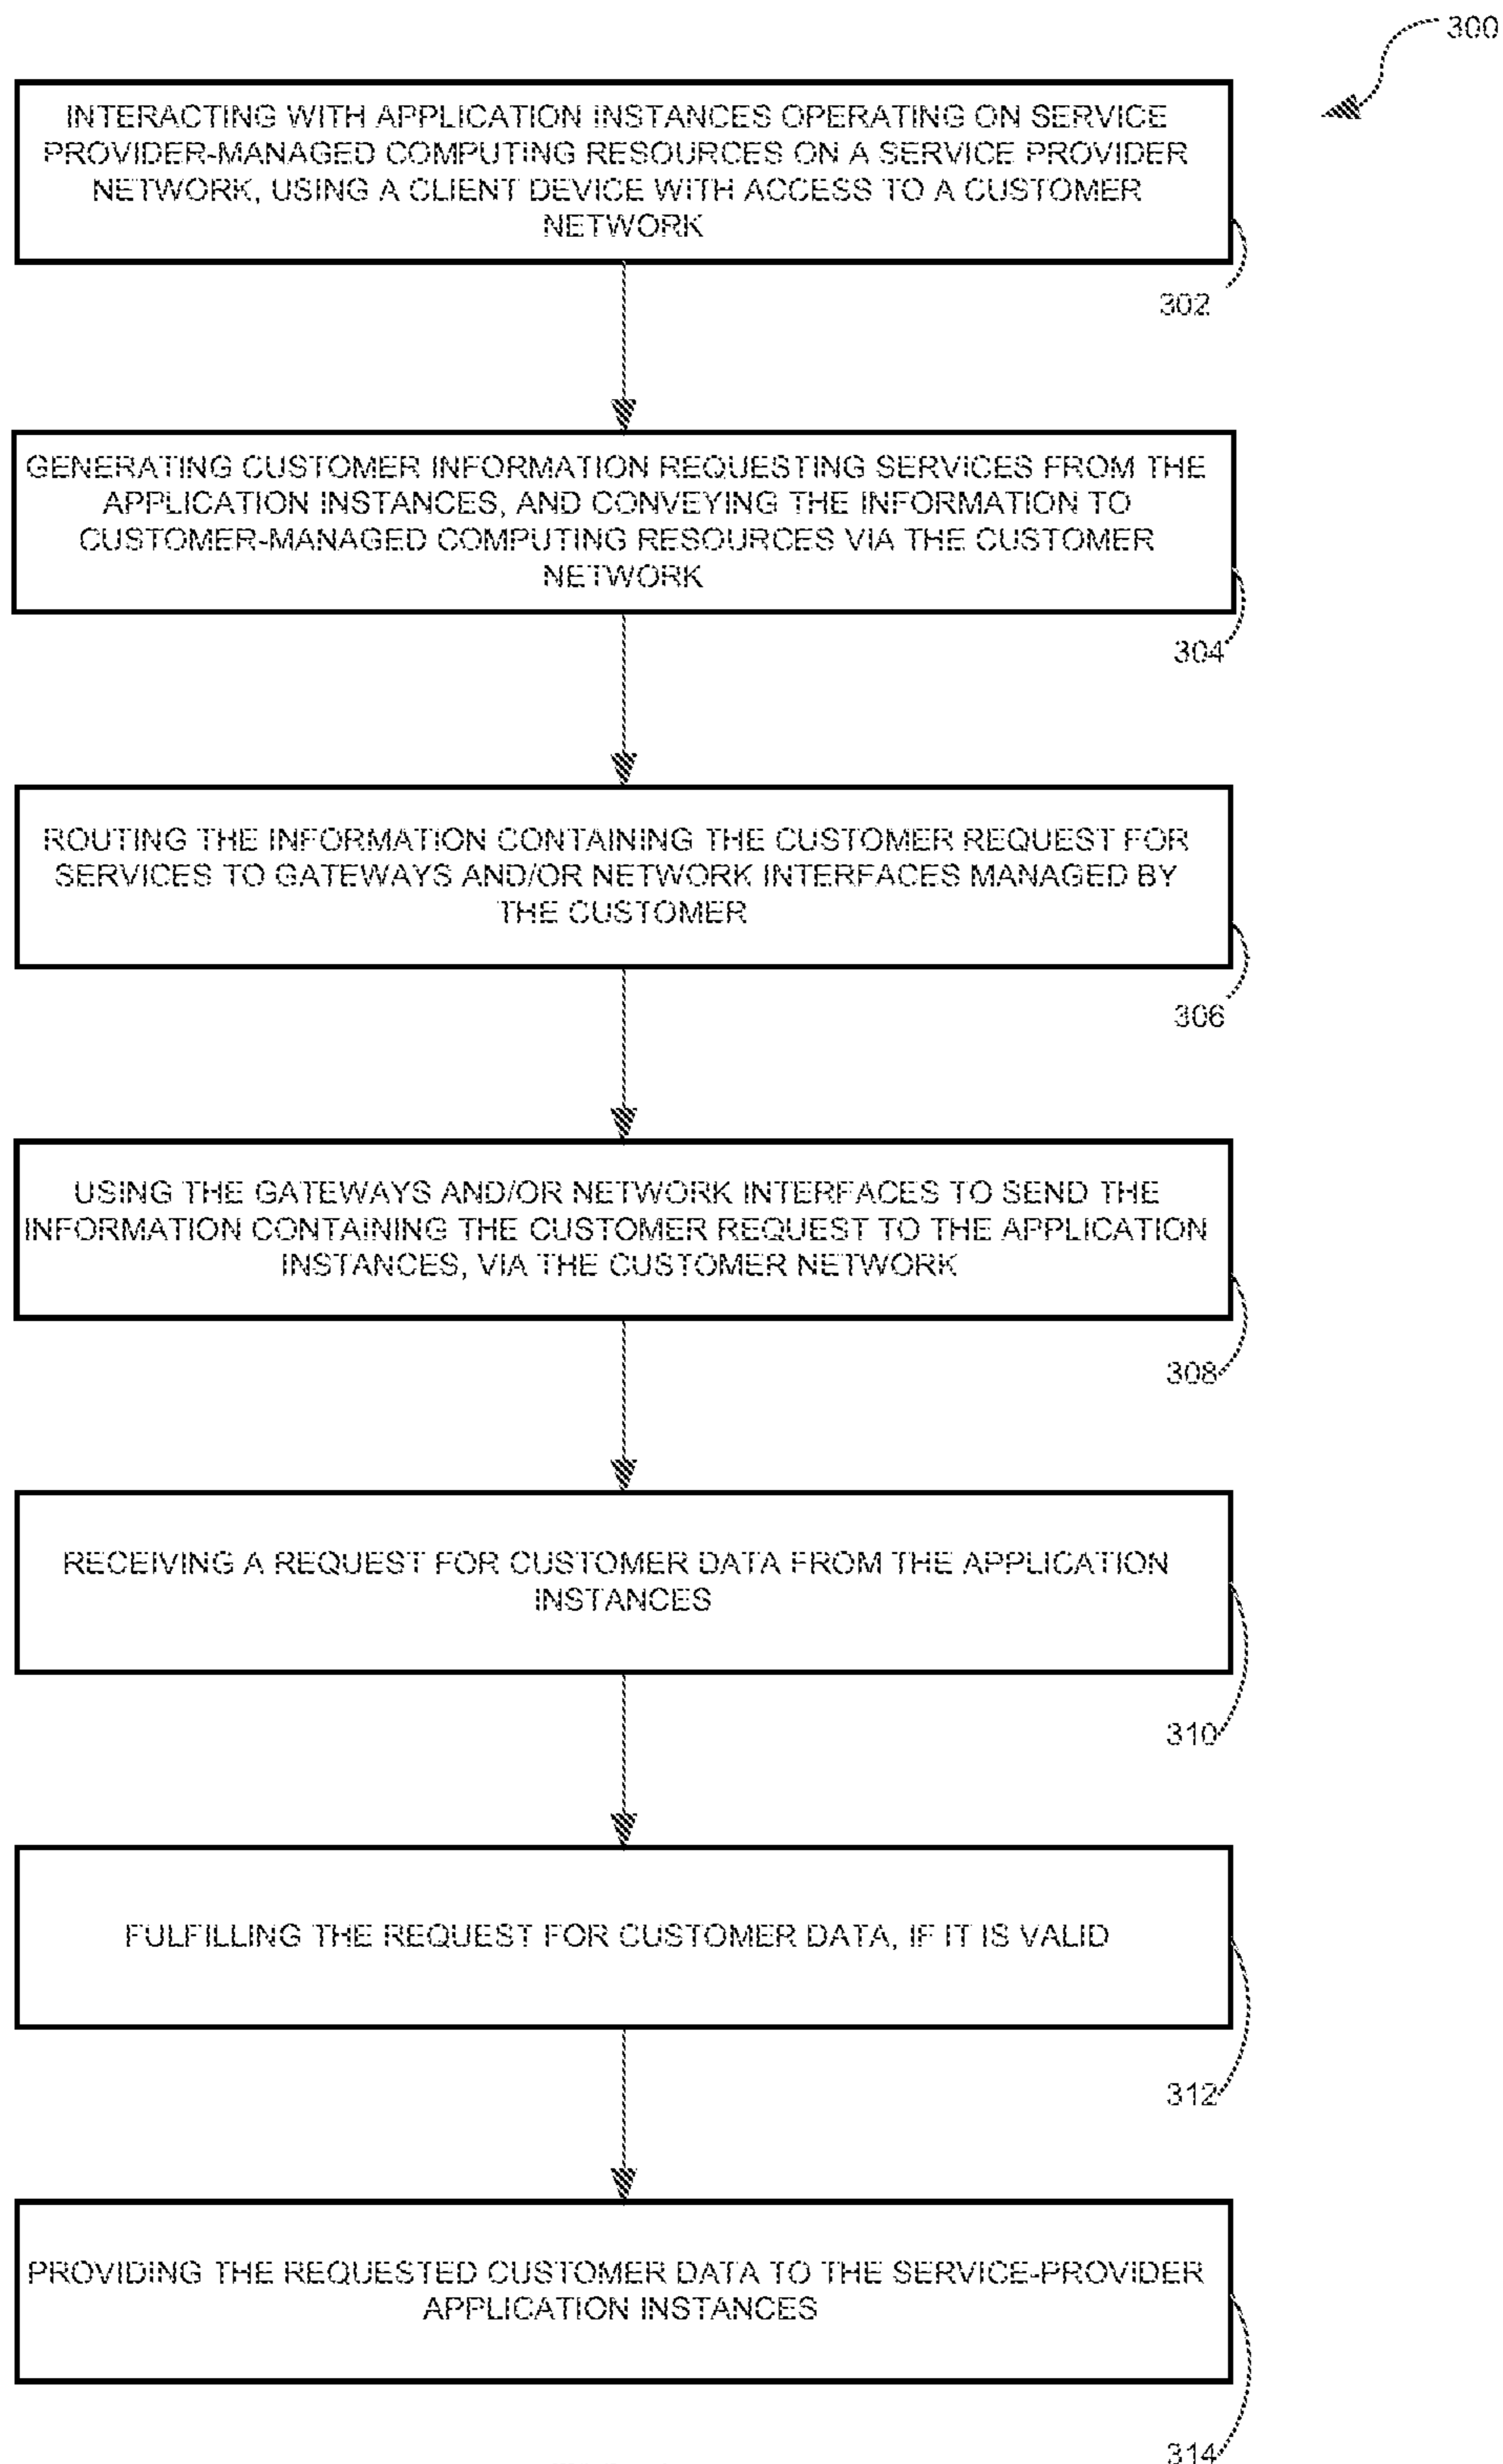 300
INTERACTING WITH APPLICATION INSTANCES OPERATING ON SERVICE
PROVIDER-MANAGED COMPUTING RESOURCES ON A SERVICE PROVIDER
NETWORK, USING A CLIENT DEVICE WITH ACCESS TO A CUSTOMER
NETWORK
302
GENERATING CUSTOMER INFORMATION REQUESTING SERVICES FROM THE
APPLICATION INSTANCES, AND CONVEYING THE INFORMATION TO
CUSTOMER-MANAGED COMPUTING RESOURCES VIA THE CUSTOMER
NETWORK
304
ROUTING THE INFORMATION CONTAINING THE CUSTOMER REQUEST FOR
SERVICES TO GATEWAYS AND/OR NETWORK INTERFACES MANAGED BY
THE CUSTOMER
306
USING THE GATEWAYS AND/OR NETWORK INTERFACES TO SEND THE
INFORMATION CONTAINING THE CUSTOMER REQUEST TO THE APPLICATION
INSTANCES, VIA THE CUSTOMER NETWORK
308
RECEIVING A REQUEST FOR CUSTOMER DATA FROM THE APPLICATION
INSTANCES
310
FULFILLING THE REQUEST FOR CUSTOMER DATA, IF IT IS VALID
312
PROVIDING THE REQUESTED CUSTOMER DATA TO THE SERVICE-PROVIDER
APPLICATION INSTANCES
314